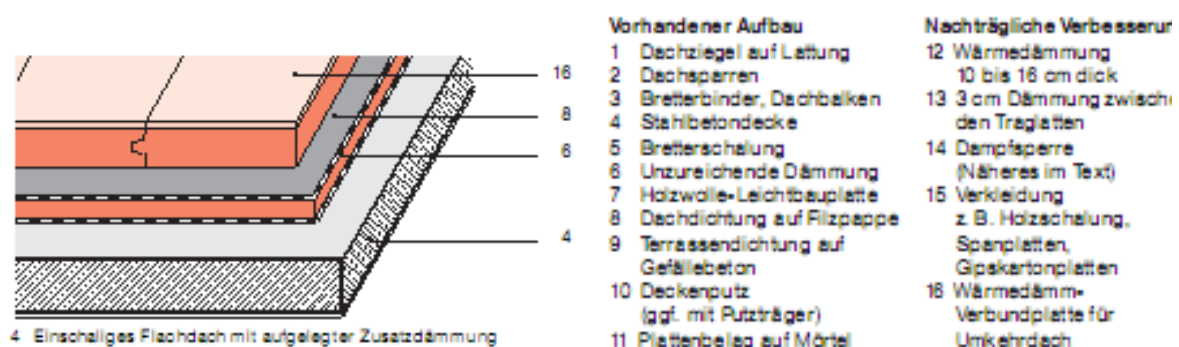 16
8
6
4
4 Einschaliges Flachdach mit aufgelegter Zusatzdämmung
Vorhandener Aufbau
1 Dachziegel auf Lattung
2 Dachsparren
3 Bretterbinder, Dachbalken
4 Stahlbetondecke
5 Bretterschalung
6 Unzureichende Dämmung
7 Holzwolle-Leichtbauplatte
8 Dachdichtung auf Filzpappe
9 Terrassendichtung auf
Gefällebeton
10 Deckenputz
(ggf. mit Putzträger)
11 Plattenbelag auf Mörtel
Nachträgliche Verbesserun
12 Wärmedämmung
10 bis 16 cm dick
13 3 cm Dämmung zwische
den Traglatten
14 Dampfsperre
(Näheres im Text)
15 Verkleidung
z. B. Holzschalung,
Spanplatten,
Gipskartonplatten
16 Wärmedämm-
Verbundplatte für
Umkehrdach